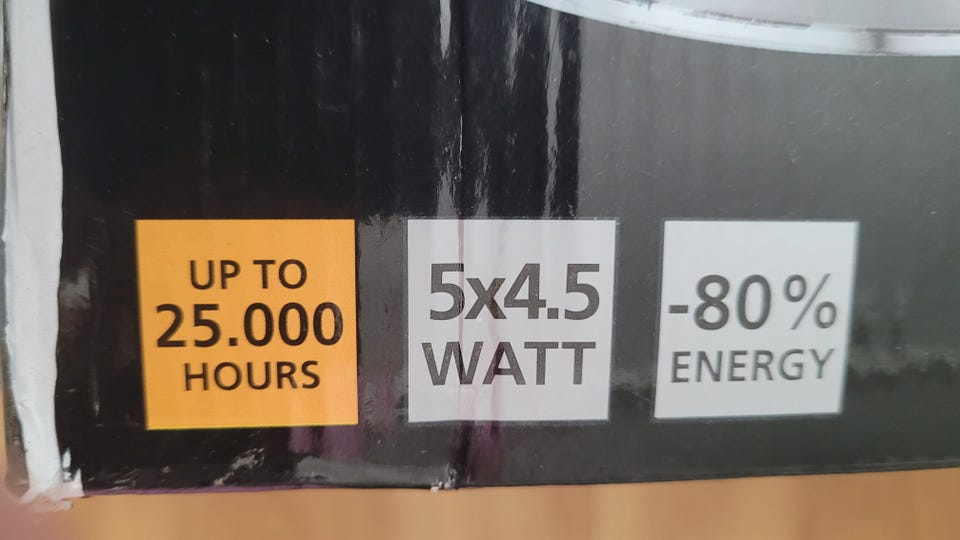 UP TO
25.000
HOURS
5x4.5
WATT
-80%
ENERGY